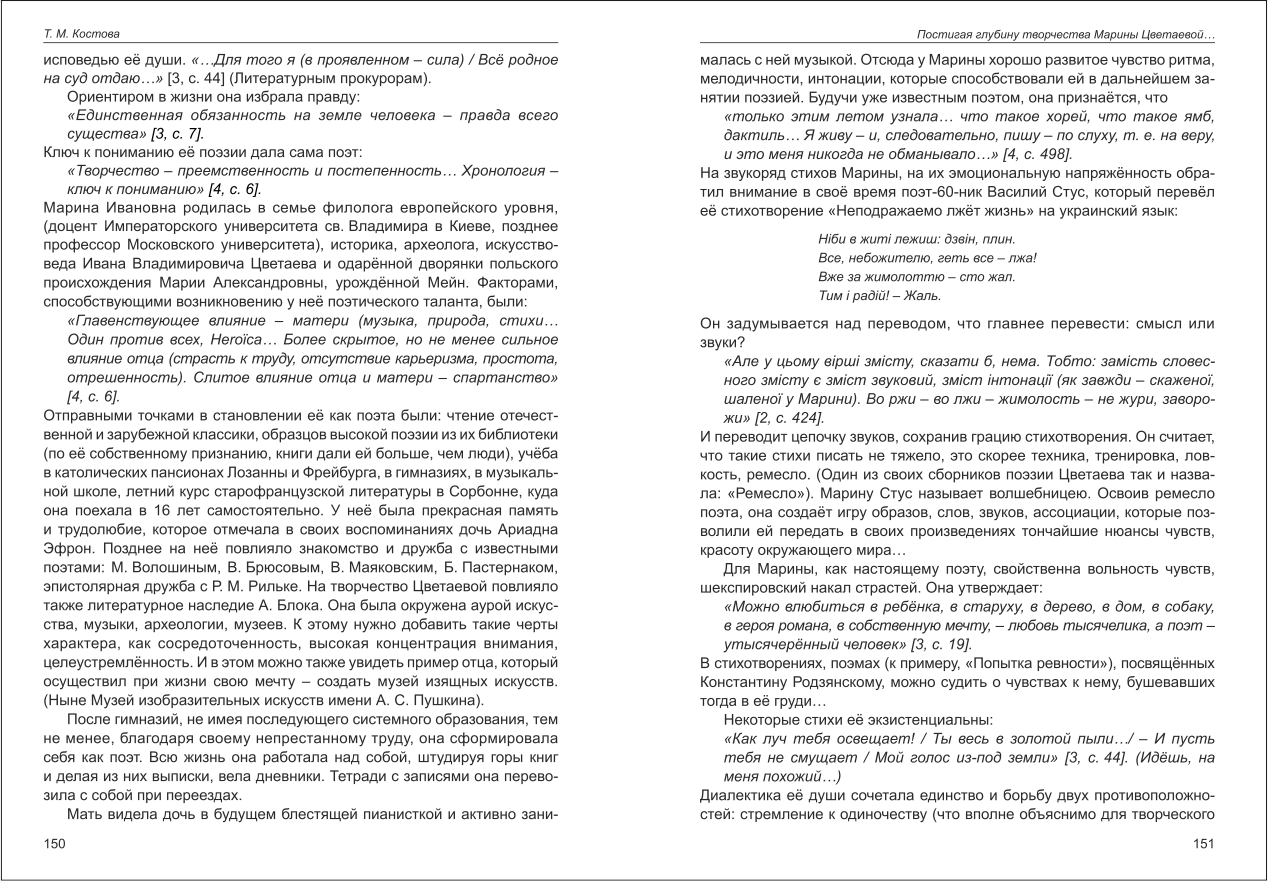 Т. М. Костова
исповедью её души. «…Для того я (в проявленном – сила) / Всё родное
на суд отдаю…» [3, с. 44] (Литературным прокурорам).
Ориентиром в жизни она избрала правду:
«Единственная обязанность на земле человека – правда всего
существа» [3, с. 7].
Ключ к пониманию её поэзии дала сама поэт:
«Творчество – преемственность и постепенность… Хронология –
ключ к пониманию» [4, с. 6].
Марина Ивановна родилась в семье филолога европейского уровня,
(доцент Императорского университета св. Владимира в Киеве, позднее
профессор Московского университета), историка, археолога, искусство-
веда Ивана Владимировича Цветаева и одарённой дворянки польского
происхождения Марии Александровны, урождённой Мейн. Факторами,
способствующими возникновению у неё поэтического таланта, были:
«Главенствующее влияние – матери (музыка, природа, стихи…
Один против всех, Heroїca… Более скрытое, но не менее сильное
влияние отца (страсть к труду, отсутствие карьеризма, простота,
отрешенность). Слитое влияние отца и матери – спартанство»
[4, с. 6].
Отправными точками в становлении её как поэта были: чтение отечест-
венной и зарубежной классики, образцов высокой поэзии из их библиотеки
(по её собственному признанию, книги дали ей больше, чем люди), учёба
в католических пансионах Лозанны и Фрейбурга, в гимназиях, в музыкаль-
ной школе, летний курс старофранцузской литературы в Сорбонне, куда
она поехала в 16 лет самостоятельно. У неё была прекрасная память
и трудолюбие, которое отмечала в своих воспоминаниях дочь Ариадна
Эфрон. Позднее на неё повлияло знакомство и дружба с известными
поэтами: М. Волошиным, В. Брюсовым, В. Маяковским, Б. Пастернаком,
эпистолярная дружба с Р. М. Рильке. На творчество Цветаевой повлияло
также литературное наследие А. Блока. Она была окружена аурой искус-
ства, музыки, археологии, музеев. К этому нужно добавить такие черты
характера, как сосредоточенность, высокая концентрация внимания,
целеустремлённость. И в этом можно также увидеть пример отца, который
осуществил при жизни свою мечту – создать музей изящных искусств.
(Ныне Музей изобразительных искусств имени А. С. Пушкина).
После гимназий, не имея последующего системного образования, тем
не менее, благодаря своему непрестанному труду, она сформировала
себя как поэт. Всю жизнь она работала над собой, штудируя горы книг
и делая из них выписки, вела дневники. Тетради с записями она перево-
зила с собой при переездах.
Мать видела дочь в будущем блестящей пианисткой и активно зани-
150
Постигая глубину творчества Марины Цветаевой…
малась с ней музыкой. Отсюда у Марины хорошо развитое чувство ритма,
мелодичности, интонации, которые способствовали ей в дальнейшем за-
нятии поэзией. Будучи уже известным поэтом, она признаётся, что
«только этим летом узнала… что такое хорей, что такое ямб,
дактиль… Я живу – и, следовательно, пишу – по слуху, т. е. на веру,
и это меня никогда не обманывало…» [4, с. 498].
На звукоряд стихов Марины, на их эмоциональную напряжённость обра-
тил внимание в своё время поэт-60-ник Василий Стус, который перевёл
её стихотворение «Неподражаемо лжёт жизнь» на украинский язык:
Ніби в житі лежиш: дзвін, плин.
Все, небожителю, геть все – лжа!
Вже за жимолоттю – сто жал.
Тим і радій! – Жаль.
Он задумывается над переводом, что главнее перевести: смысл или
звуки?
«Але у цьому вірші змісту, сказати б, нема. Тобто: замість словес-
ного змісту є зміст звуковий, зміст інтонації (як завжди – скаженої,
шаленої у Марини). Во ржи – во лжи – жимолость – не жури, заворо-
жи» [2, с. 424].
И переводит цепочку звуков, сохранив грацию стихотворения. Он считает,
что такие стихи писать не тяжело, это скорее техника, тренировка, лов-
кость, ремесло. (Один из своих сборников поэзии Цветаева так и назва-
ла: «Ремесло»). Марину Стус называет волшебницею. Освоив ремесло
поэта, она создаёт игру образов, слов, звуков, ассоциации, которые поз-
волили ей передать в своих произведениях тончайшие нюансы чувств,
красоту окружающего мира…
Для Марины, как настоящему поэту, свойственна вольность чувств,
шекспировский накал страстей. Она утверждает:
«Можно влюбиться в ребёнка, в старуху, в дерево, в дом, в собаку,
в героя романа, в собственную мечту, – любовь тысячелика, а поэт –
утысячерённый человек» [3, с. 19].
В стихотворениях, поэмах (к примеру, «Попытка ревности»), посвящённых
Константину Родзянскому, можно судить о чувствах к нему, бушевавших
тогда в её груди…
Некоторые стихи её экзистенциальны:
«Как луч тебя освещает! / Ты весь в золотой пыли…/ – И пусть
тебя не смущает / Мой голос из-под земли» [3, с. 44]. (Идёшь, на
меня похожий…)
Диалектика её души сочетала единство и борьбу двух противоположно-
стей: стремление к одиночеству (что вполне объяснимо для творческого
151